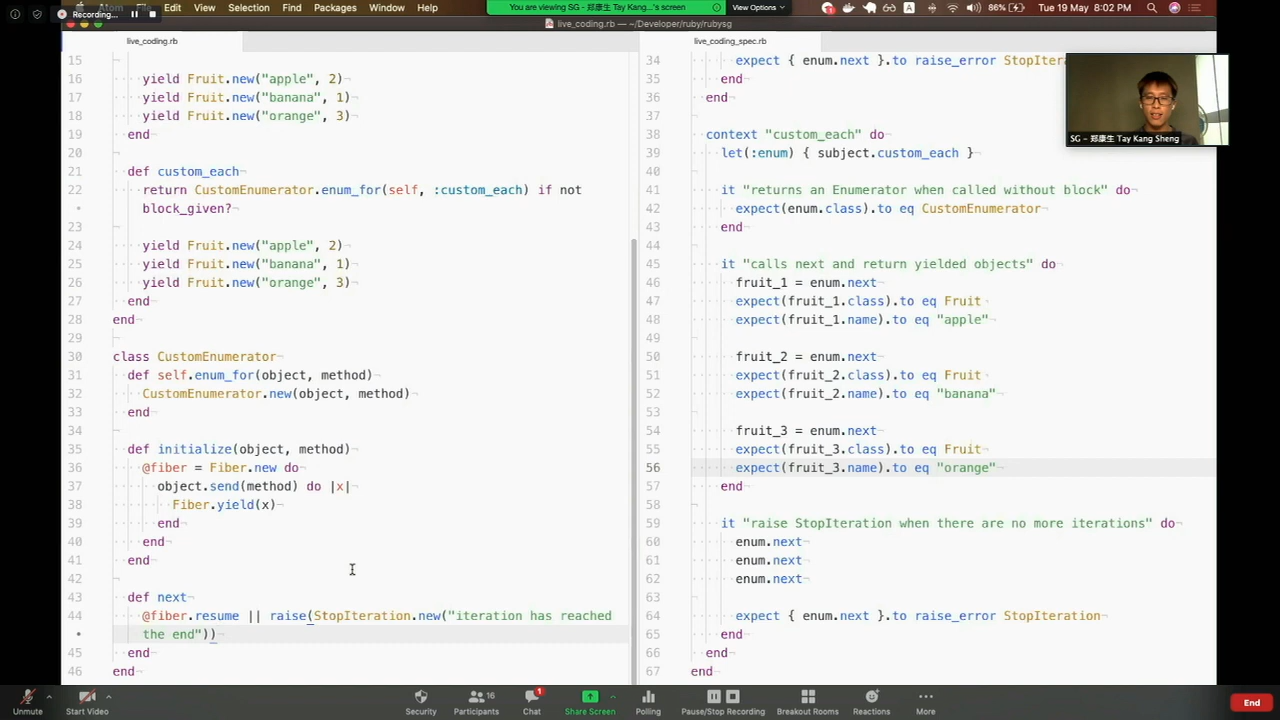 Recording...
Atom File Edit View Selection Find Packages Window Help
You are viewing SG - 郑康生 Tay Kang...'s screen
View Options
A
86%
Tue 19 May 8:02 PM
live_coding.rb — ~/Developer/ruby/rubysg
live_coding.rb
15
16 yield Fruit.new("apple", 2)
17 yield Fruit.new("banana", 1)
18 yield Fruit.new("orange", 3)
19 end
20
21 def custom_each
22 return CustomEnumerator.enum_for(self, :custom_each) if not
block_given?
23
24 yield Fruit.new("apple", 2)
25 yield Fruit.new("banana", 1)
26 yield Fruit.new("orange", 3)
27 end
28 end
29
30 class CustomEnumerator
31 def self.enum_for(object, method)
32 CustomEnumerator.new(object, method)
33 end
34
35 def initialize(object, method)
36 @fiber = Fiber.new do
37 object.send(method) do |x|
38 Fiber.yield(x)
39 end
40 end
41 end
42
43 def next
44 @fiber.resume || raise(StopIteration.new("iteration has reached
the end"))
45 end
46 end
live_coding_spec.rb
34 expect { enum.next }.to raise_error StopItera
35 end
36 end
37
38 context "custom_each" do
39 let(:enum) { subject.custom_each }
40
41 it "returns an Enumerator when called without block" do
42 expect(enum.class).to eq CustomEnumerator
43 end
44
45 it "calls next and return yielded objects" do
46 fruit_1 = enum.next
47 expect(fruit_1.class).to eq Fruit
48 expect(fruit_1.name).to eq "apple"
49
50 fruit_2 = enum.next
51 expect(fruit_2.class).to eq Fruit
52 expect(fruit_2.name).to eq "banana"
53
54 fruit_3 = enum.next
55 expect(fruit_3.class).to eq Fruit
56 expect(fruit_3.name).to eq "orange"
57 end
58
59 it "raise StopIteration when there are no more iterations" do
60 enum.next
61 enum.next
62 enum.next
63
64 expect { enum.next }.to raise_error StopIteration
65 end
66 end
67 end
SG - 郑康生 Tay Kang Sheng
Unmute
Start Video
Security
16
Participants
1
Chat
Share Screen
Polling
Pause/Stop Recording
Breakout Rooms
Reactions
More
End